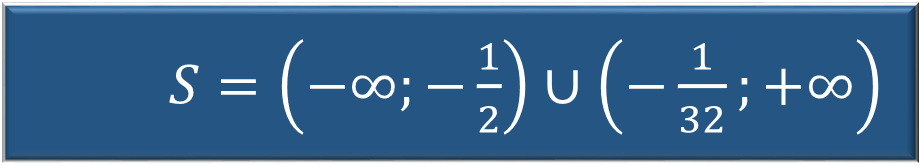 S = (−∞; −1/2) ∪ (−1/32; +∞)